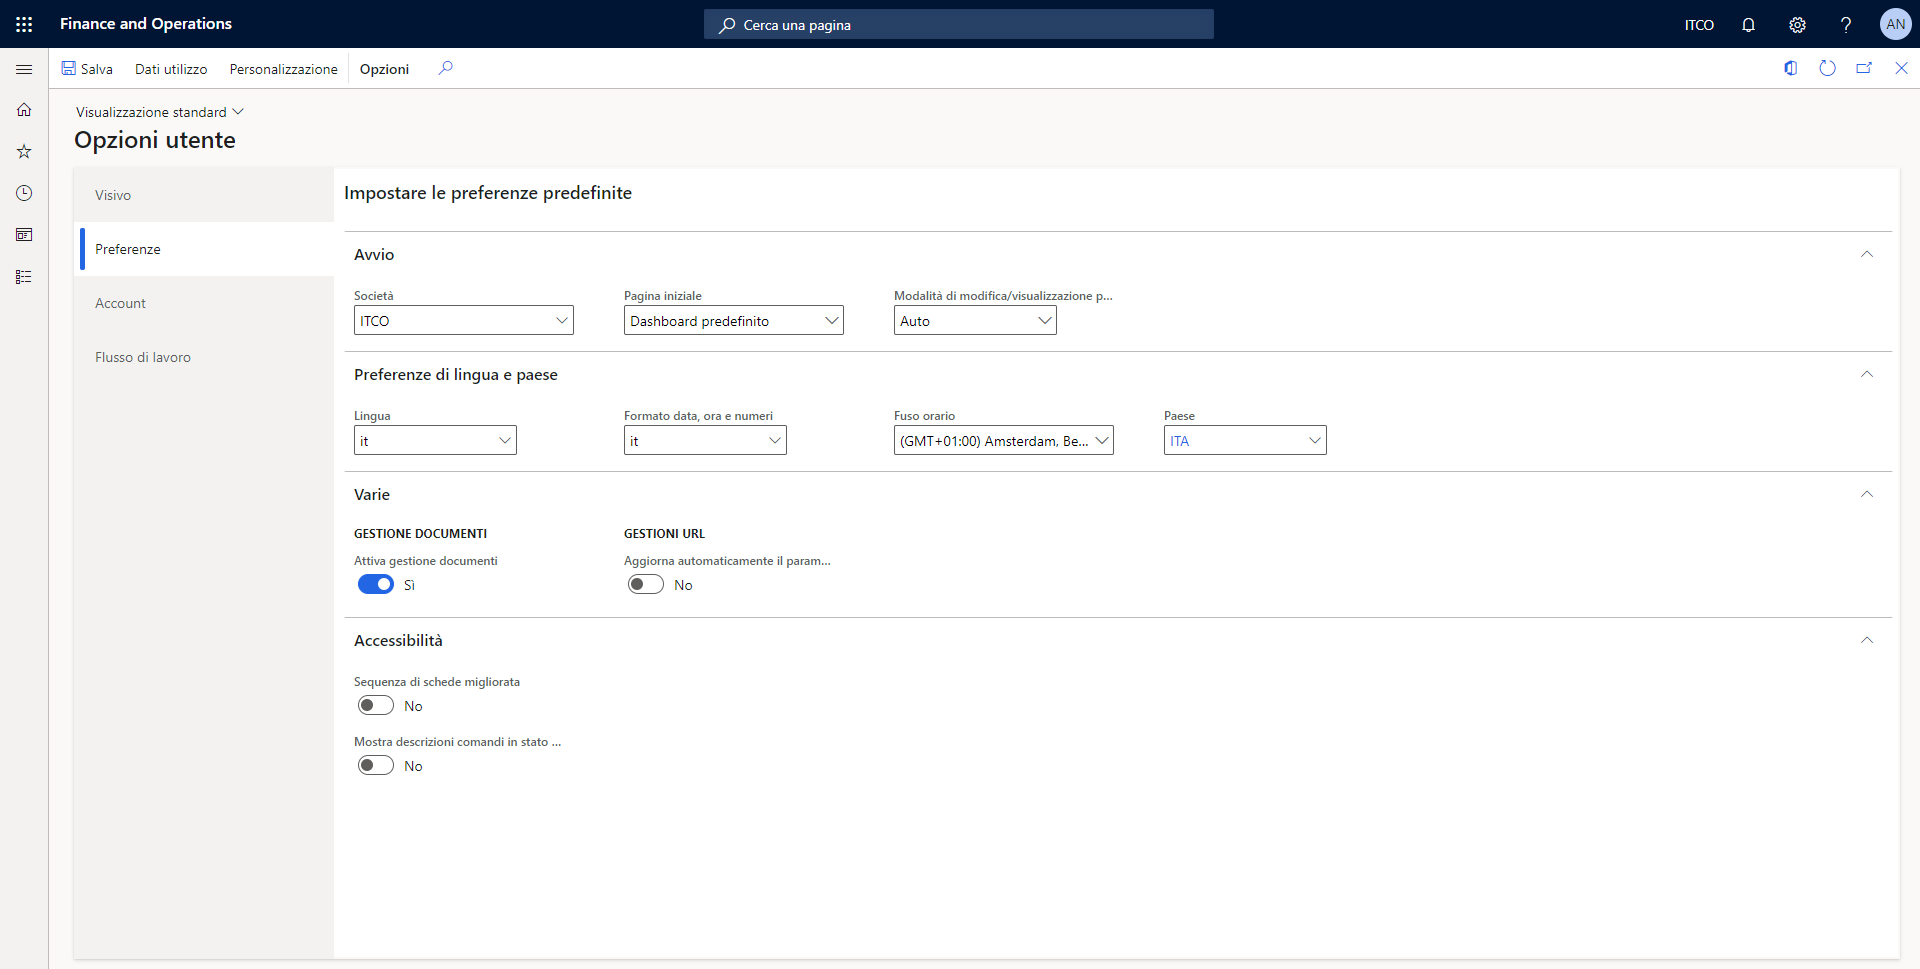 Finance and Operations
Cerca una pagina
ITCO
AN
Salva
Dati utilizzo
Personalizzazione
Opzioni
Visualizzazione standard
Opzioni utente
Visivo
Preferenze
Account
Flusso di lavoro
Impostare le preferenze predefinite
Avvio
Società
Pagina iniziale
Modalità di modifica/visualizzazione p...
ITCO
Dashboard predefinito
Auto
Preferenze di lingua e paese
Lingua
Formato data, ora e numeri
Fuso orario
Paese
it
it
(GMT+01:00) Amsterdam, Be...
ITA
Varie
GESTIONE DOCUMENTI
GESTIONI URL
Attiva gestione documenti
Aggiorna automaticamente il param...
Sì
No
Accessibilità
Sequenza di schede migliorata
No
Mostra descrizioni comandi in stato ...
No